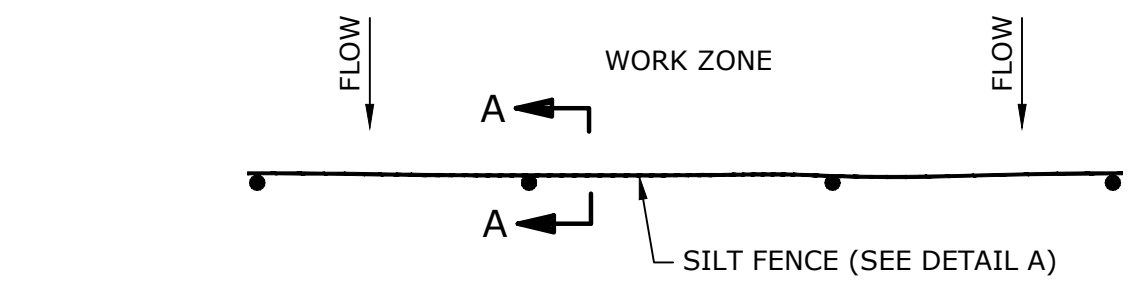 FLOW
WORK ZONE
FLOW
A
A
SILT FENCE (SEE DETAIL A)